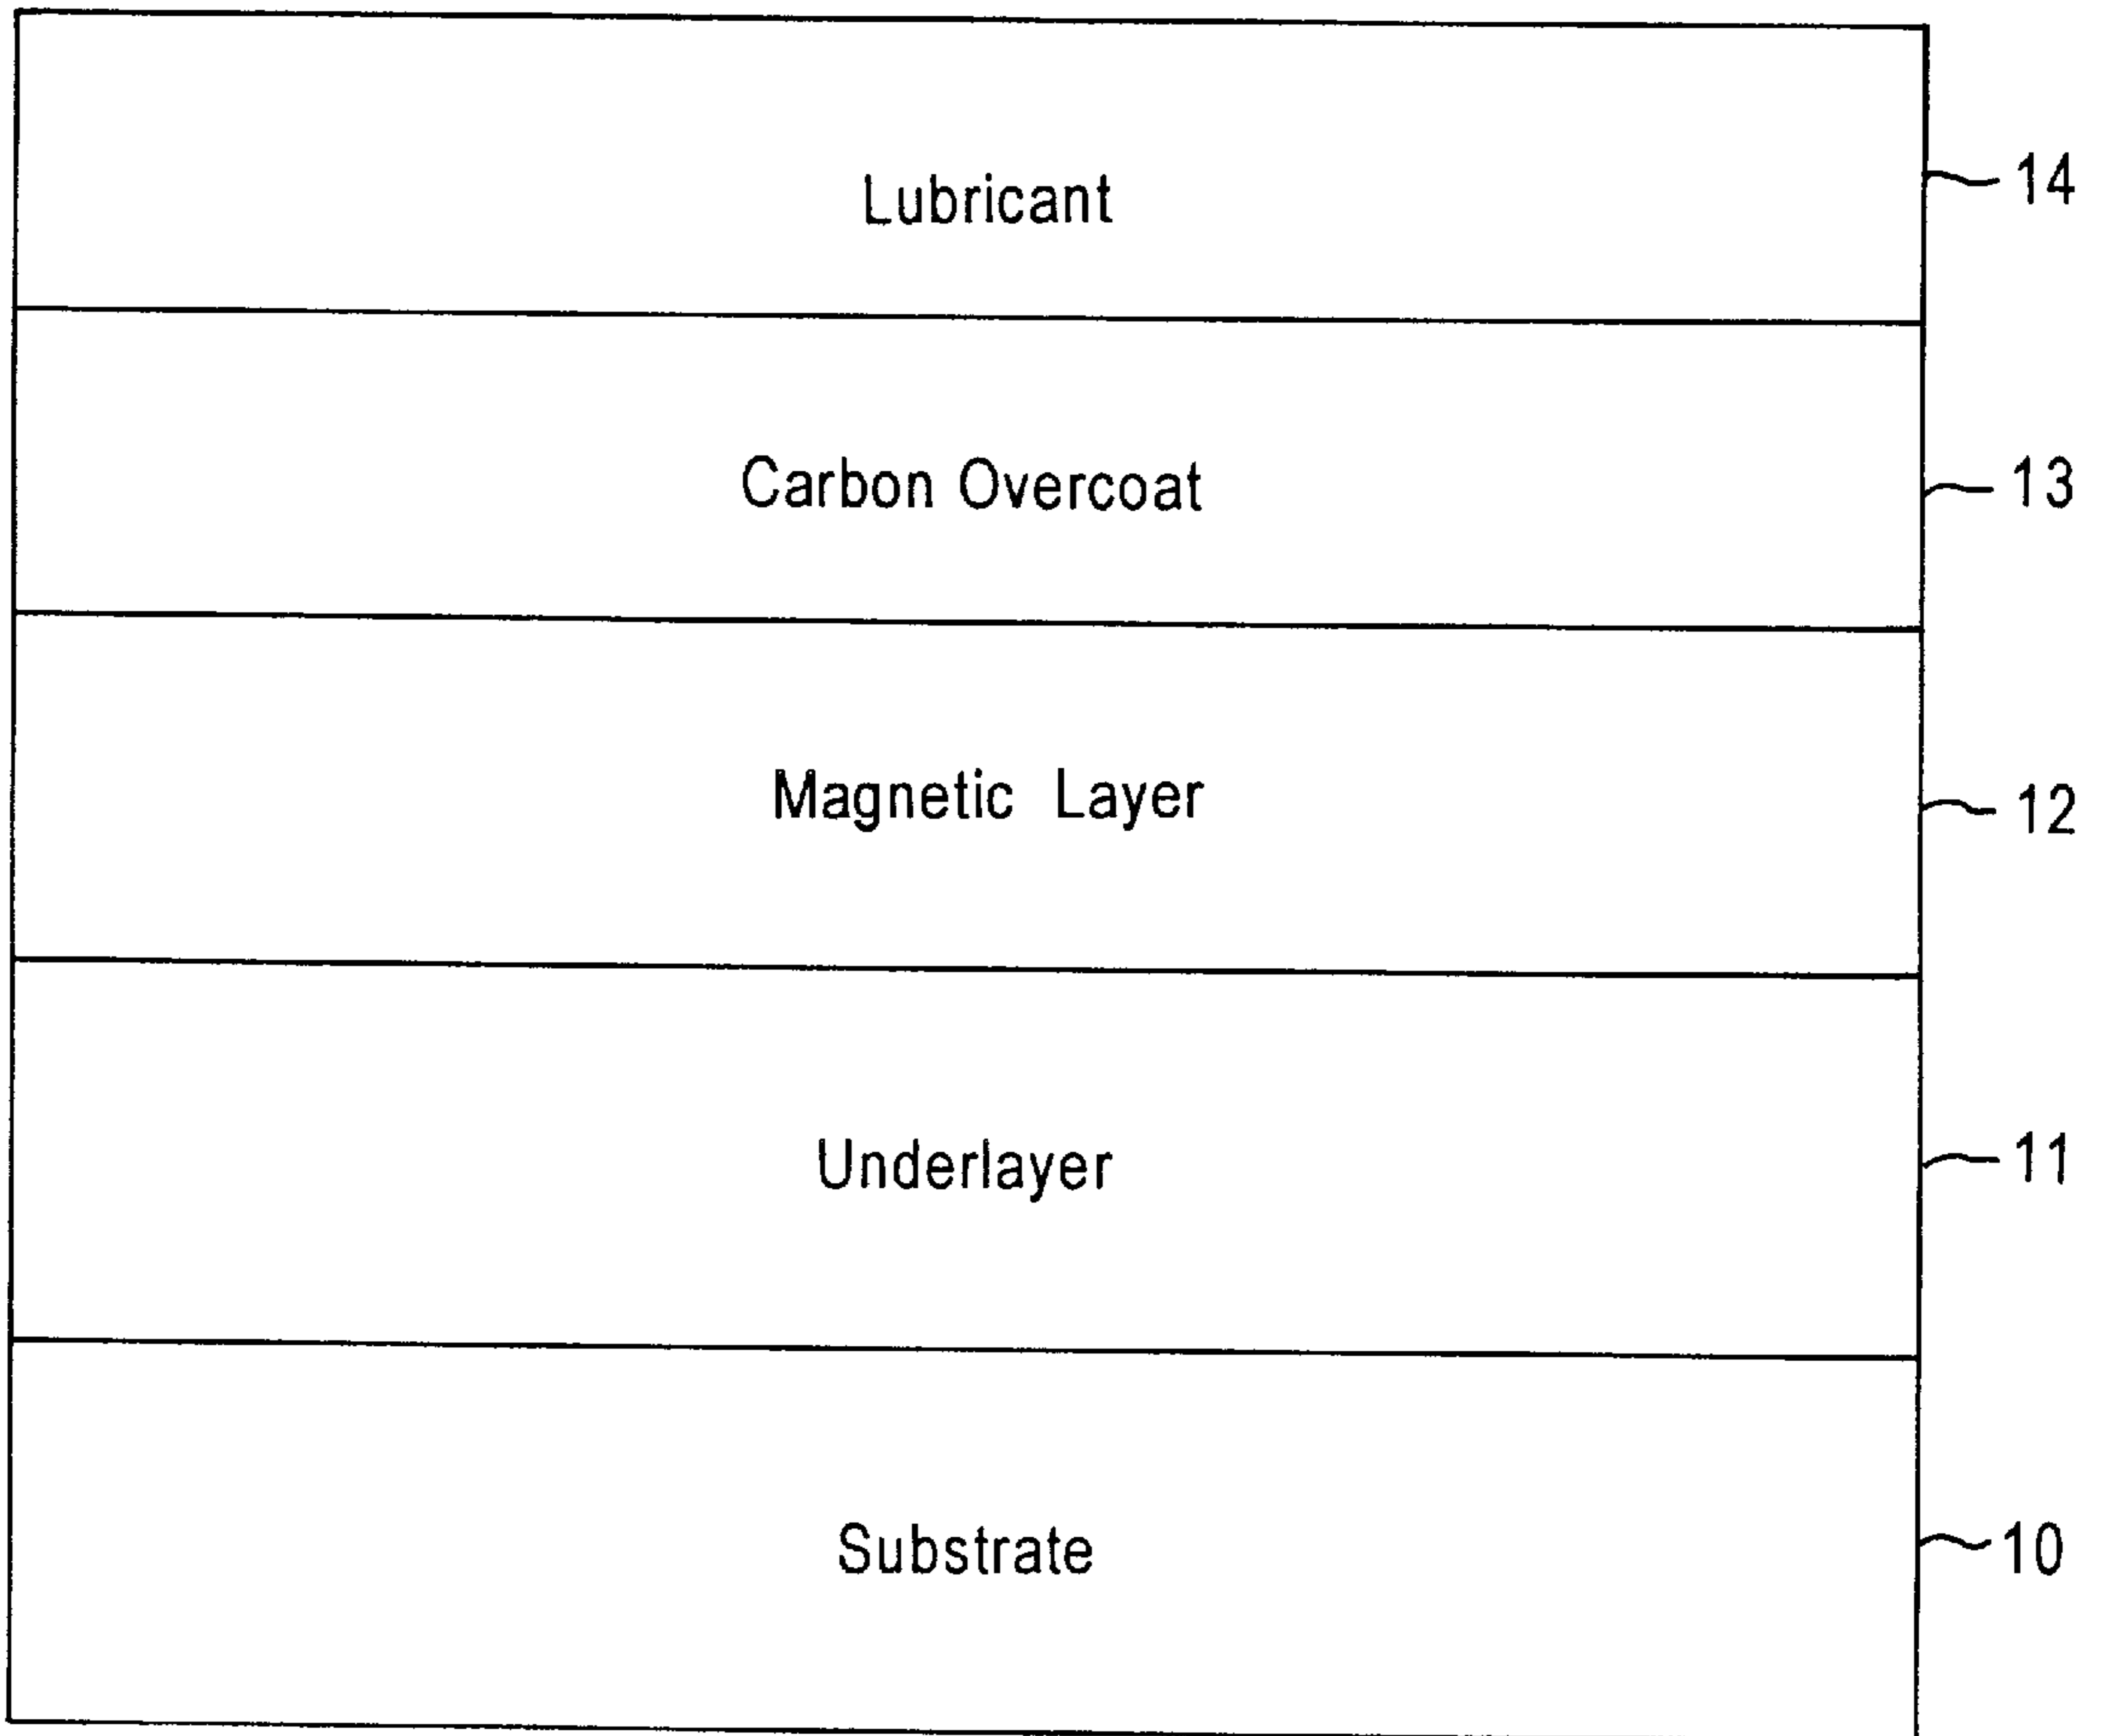 Lubricant 14
Carbon Overcoat 13
Magnetic Layer 12
Underlayer 11
Substrate 10